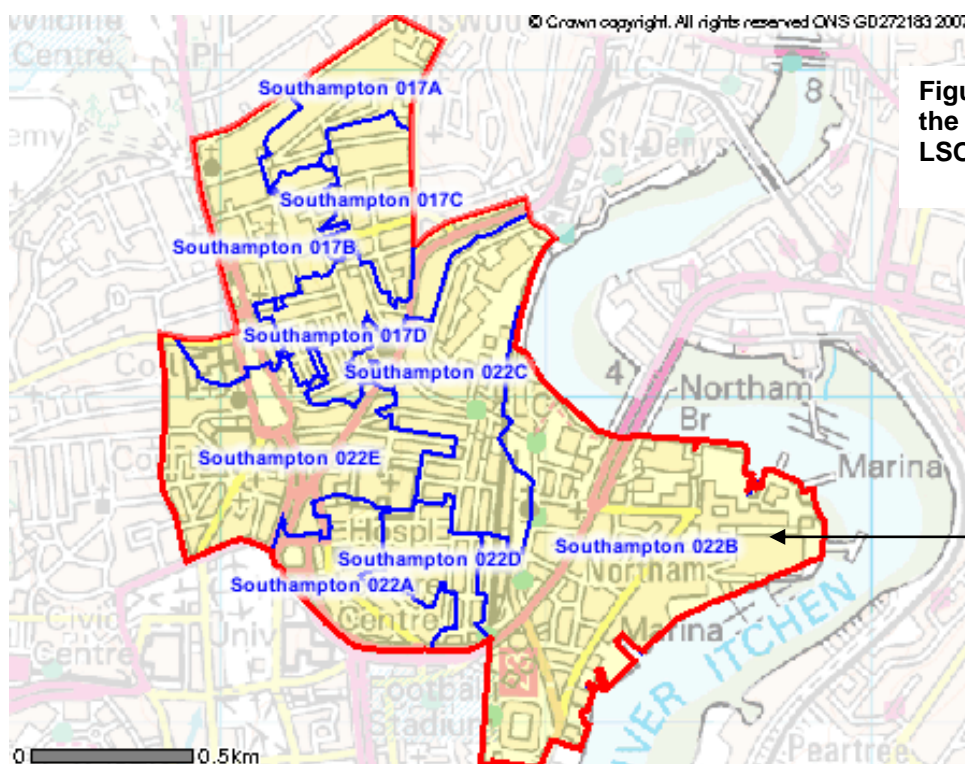 © Crown copyright. All rights reserved ONS GD272183 2007
Centre
PH
8
Figu
the
LSO
Southampton 017A
St Denys
Southampton 017C
Southampton 017B
Southampton 017D
Southampton 022C
4
Northam
Br
Marina
Southampton 022E
Hospl
Southampton 022D
Southampton 022B
Northam
Southampton 022A
Centre
Civic
Centre
Univ
Marina
RIVER ITCHEN
Football
Stadium
Peartree
0 0.5km